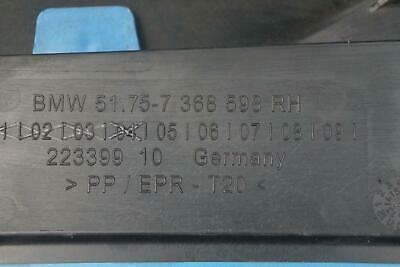 BMW 51.75-7 368 598 RH
02 | 03 | 04 | 05 | 06 | 07 | 08 | 09 |
223399 10 Germany
> PP / EPR - T20 <